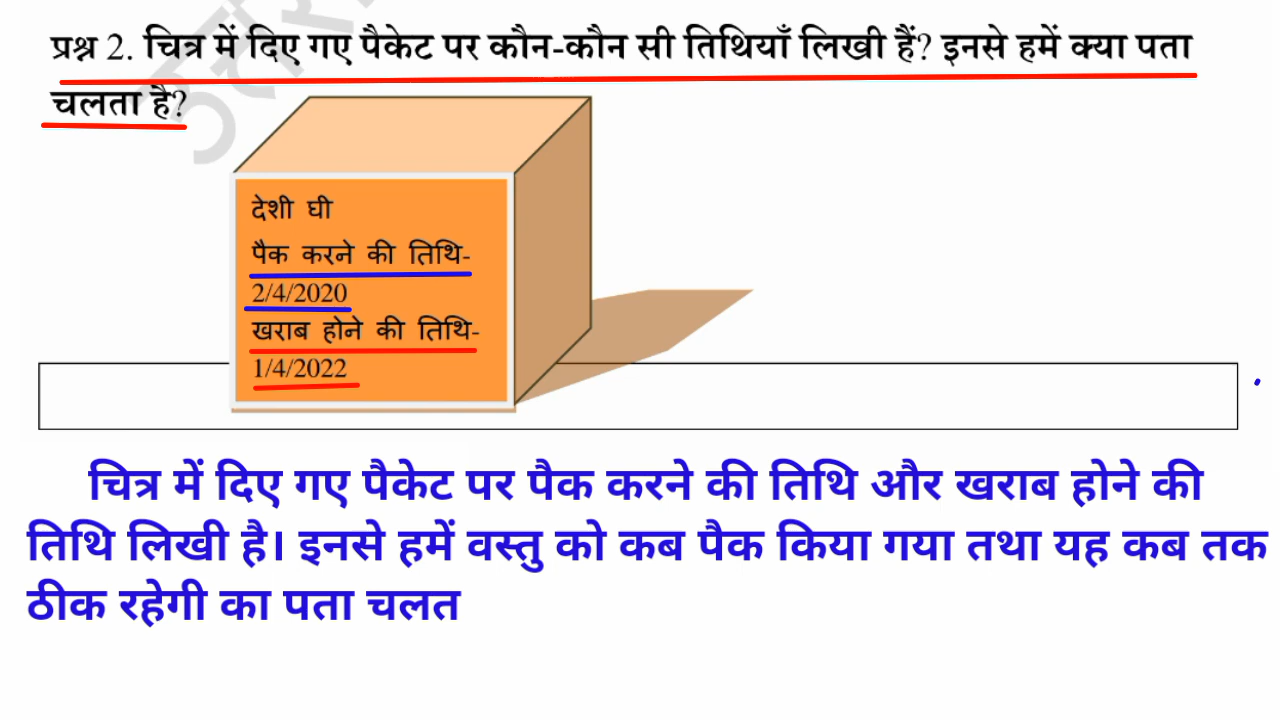 प्रश्न 2. चित्र में दिए गए पैकेट पर कौन-कौन सी तिथियाँ लिखी हैं? इनसे हमें क्या पता
चलता है?
देशी घी
पैक करने की तिथि-
2/4/2020
खराब होने की तिथि-
1/4/2022
चित्र में दिए गए पैकेट पर पैक करने की तिथि और खराब होने की
तिथि लिखी है। इनसे हमें वस्तु को कब पैक किया गया तथा यह कब तक
ठीक रहेगी का पता चलत